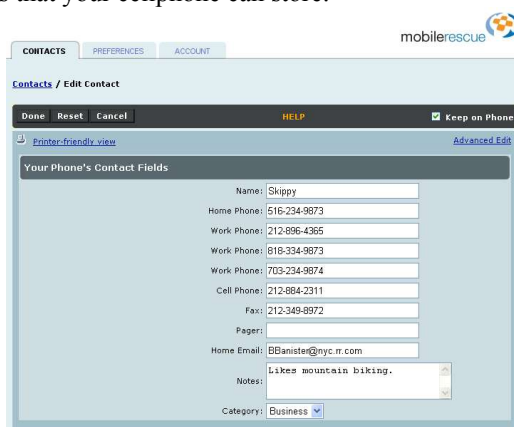 s that your cellphone can store.
mobilerescue
CONTACTS PREFERENCES ACCOUNT
Contacts / Edit Contact
Done Reset Cancel HELP Keep on Phone
Printer-friendly view Advanced Edit
Your Phone's Contact Fields
Name: Skippy
Home Phone: 516-234-9873
Work Phone: 212-896-4365
Work Phone: 818-334-9873
Work Phone: 703-234-9874
Cell Phone: 212-884-2311
Fax: 212-349-8972
Pager:
Home Email: BBanister@nyc.rr.com
Notes: Likes mountain biking.
Category: Business